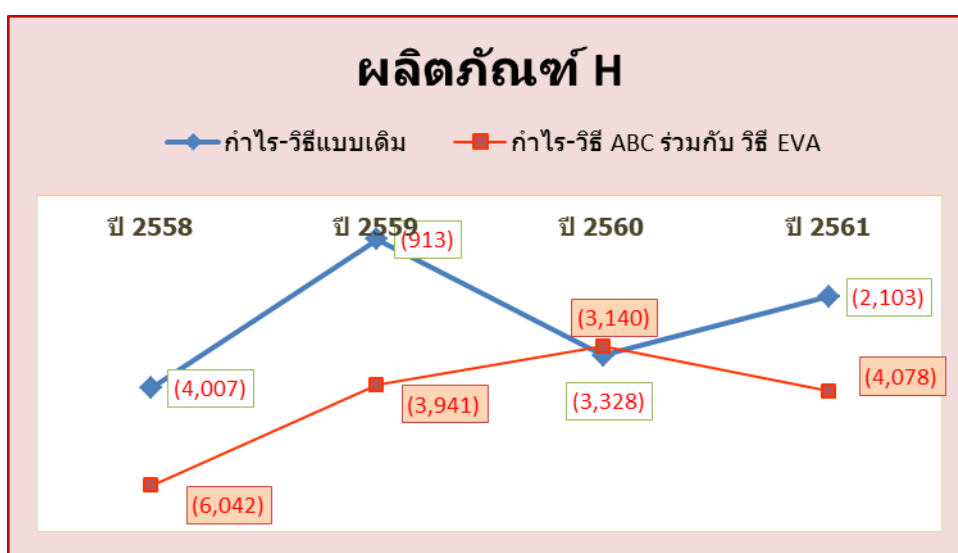 ผลิตภัณฑ์ H
กำไร-วิธีแบบเดิม กำไร-วิธี ABC ร่วมกับ วิธี EVA
ปี 2558 ปี 2559 ปี 2560 ปี 2561
(913)
(2,103)
(3,140)
(4,007)
(4,078)
(3,941)
(3,328)
(6,042)